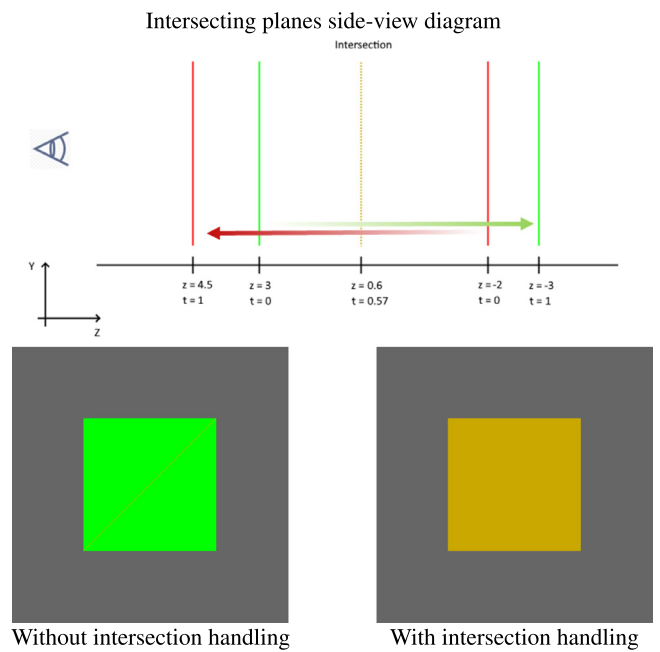 Intersecting planes side-view diagram
Intersection
Y
Z
z = 4.5 z = 3 z = 0.6 z = -2 z = -3
t = 1 t = 0 t = 0.57 t = 0 t = 1
Without intersection handling
With intersection handling